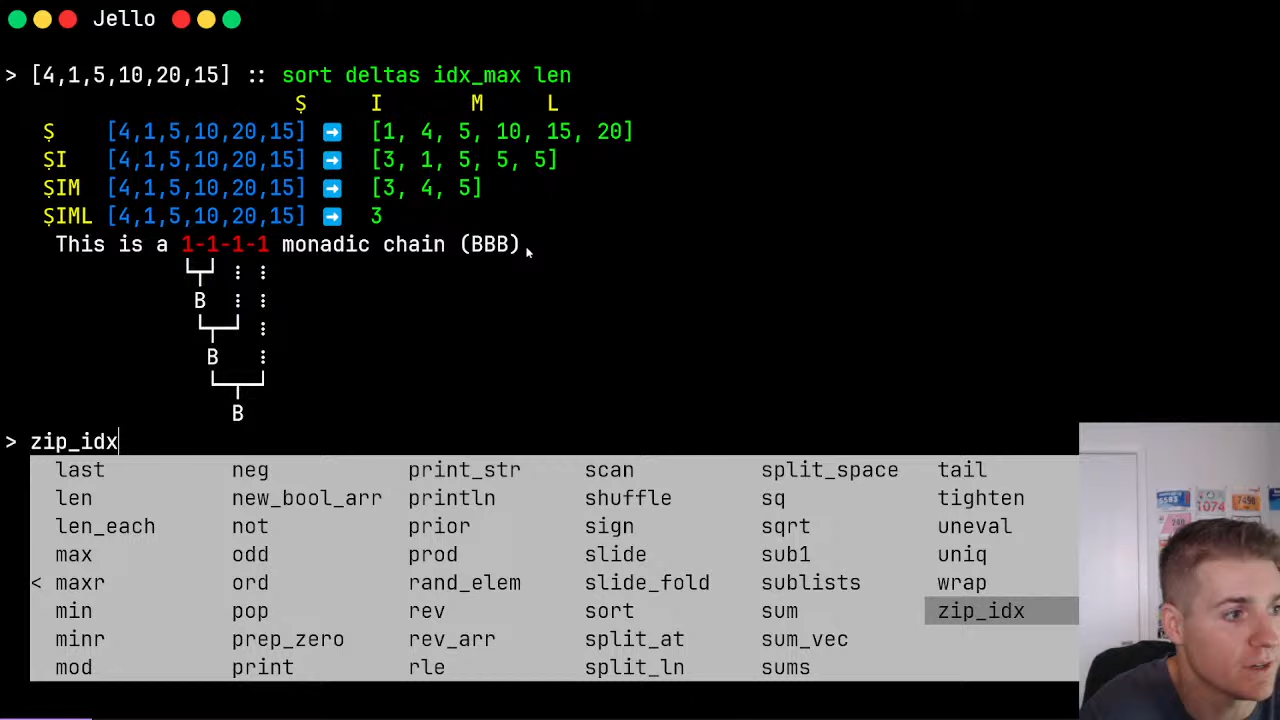 Jello
> [4,1,5,10,20,15] :: sort deltas idx_max len
Ṣ I M L
Ṣ [4,1,5,10,20,15] ➡ [1, 4, 5, 10, 15, 20]
ṢI [4,1,5,10,20,15] ➡ [3, 1, 5, 5, 5]
ṢIM [4,1,5,10,20,15] ➡ [3, 4, 5]
ṢIML [4,1,5,10,20,15] ➡ 3
This is a 1-1-1-1 monadic chain (BBB)
B
B
B
> zip_idx
last neg print_str scan split_space tail
len new_bool_arr println shuffle sq tighten
len_each not prior sign sqrt uneval
max odd prod slide sub1 uniq
< maxr ord rand_elem slide_fold sublists wrap
min pop rev sort sum zip_idx
minr prep_zero rev_arr split_at sum_vec
mod print rle split_ln sums